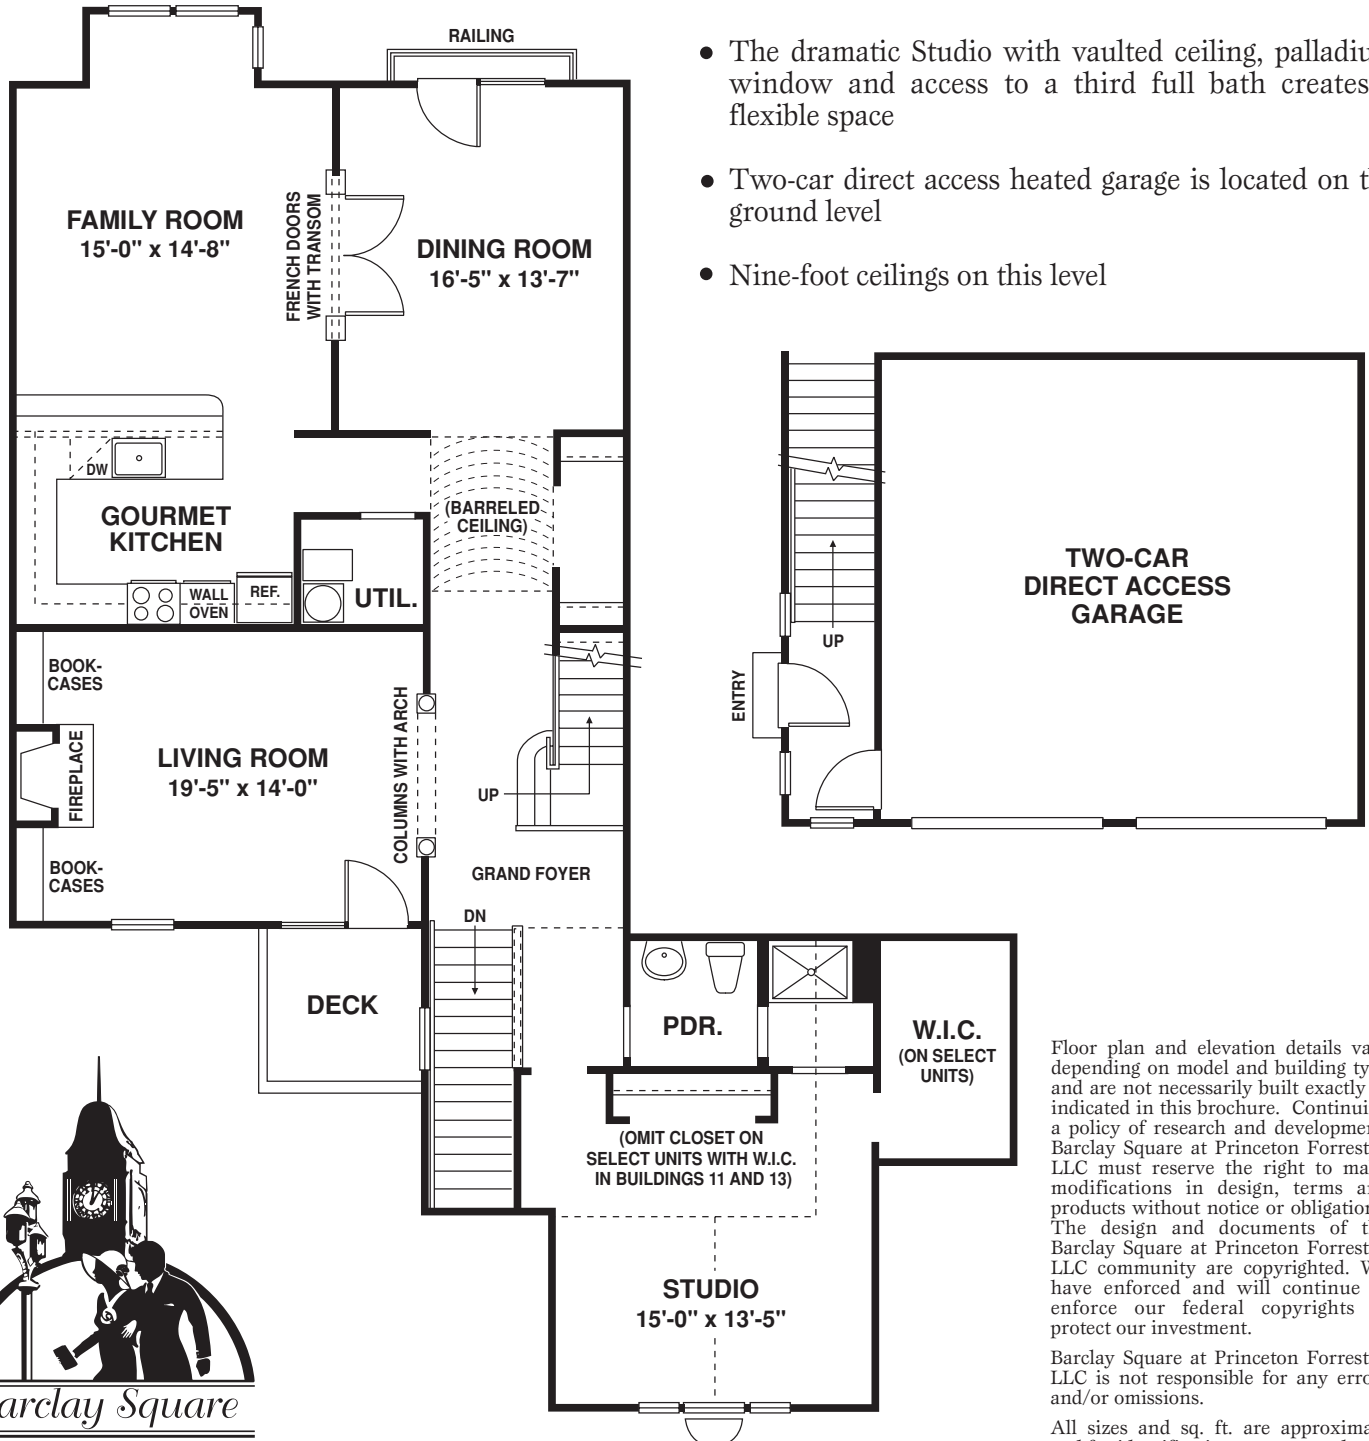 RAILING
FAMILY ROOM
15'-0" x 14'-8"
FRENCH DOORS
WITH TRANSOM
DINING ROOM
16'-5" x 13'-7"
DW
GOURMET
KITCHEN
WALL
OVEN
REF.
UTIL.
(BARRELED
CEILING)
BOOK-
CASES
FIREPLACE
LIVING ROOM
19'-5" x 14'-0"
COLUMNS WITH ARCH
BOOK-
CASES
UP
GRAND FOYER
DN
DECK
PDR.
W.I.C.
(ON SELECT
UNITS)
(OMIT CLOSET ON
SELECT UNITS WITH W.I.C.
IN BUILDINGS 11 AND 13)
STUDIO
15'-0" x 13'-5"
• The dramatic Studio with vaulted ceiling, palladiu
window and access to a third full bath creates
flexible space
• Two-car direct access heated garage is located on t
ground level
• Nine-foot ceilings on this level
TWO-CAR
DIRECT ACCESS
GARAGE
UP
ENTRY
arclay Square
Floor plan and elevation details va
depending on model and building ty
and are not necessarily built exactly
indicated in this brochure. Continui
a policy of research and developmen
Barclay Square at Princeton Forrest
LLC must reserve the right to ma
modifications in design, terms a
products without notice or obligation
The design and documents of t
Barclay Square at Princeton Forrest
LLC community are copyrighted. W
have enforced and will continue
enforce our federal copyrights
protect our investment.
Barclay Square at Princeton Forrest
LLC is not responsible for any erro
and/or omissions.
All sizes and sq. ft. are approxima